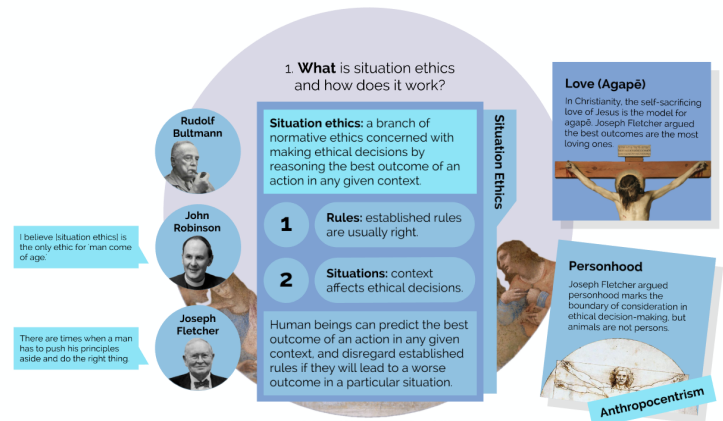 1. What is situation ethics
and how does it work?
Rudolf
Bultmann
John
Robinson
I believe [situation ethics] is
the only ethic for 'man come
of age.'
Joseph
Fletcher
There are times when a man
has to push his principles
aside and do the right thing.
Situation ethics: a branch of
normative ethics concerned with
making ethical decisions by
reasoning the best outcome of an
action in any given context.
1
Rules: established rules
are usually right.
2
Situations: context
affects ethical decisions.
Human beings can predict the best
outcome of an action in any given
context, and disregard established
rules if they will lead to a worse
outcome in a particular situation.
Situation Ethics
Love (Agapē)
In Christianity, the self-sacrificing
love of Jesus is the model for
agapē. Joseph Fletcher argued
the best outcomes are the most
loving ones.
Personhood
Joseph Fletcher argued
personhood marks the
boundary of consideration in
ethical decision-making, but
animals are not persons.
Anthropocentrism